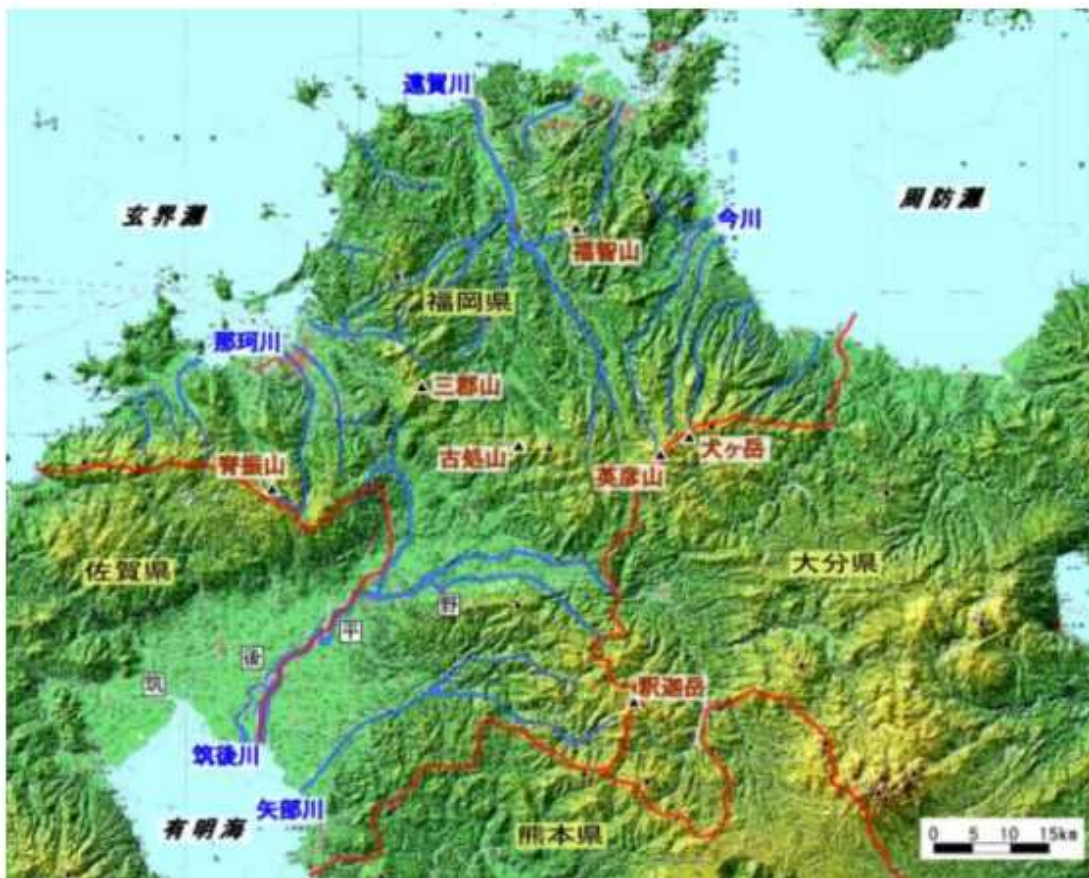 遠賀川
玄界灘
周防灘
今川
福智山
福岡県
那珂川
三郡山
古処山
犬ヶ岳
脊振山
英彦山
佐賀県
大分県
野
平
後
筑
釈迦岳
筑後川
矢部川
有明海
熊本県
0 5 10 15km